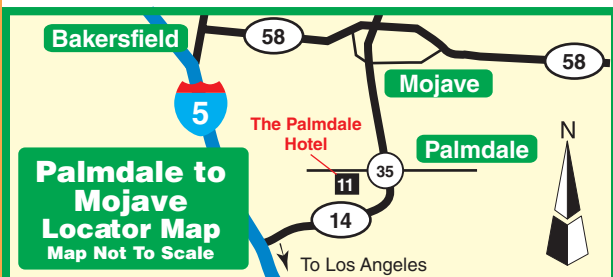 Bakersfield
58
58
Mojave
5
The Palmdale
Hotel
N
Palmdale
35
11
Palmdale to
Mojave
Locator Map
Map Not To Scale
14
To Los Angeles